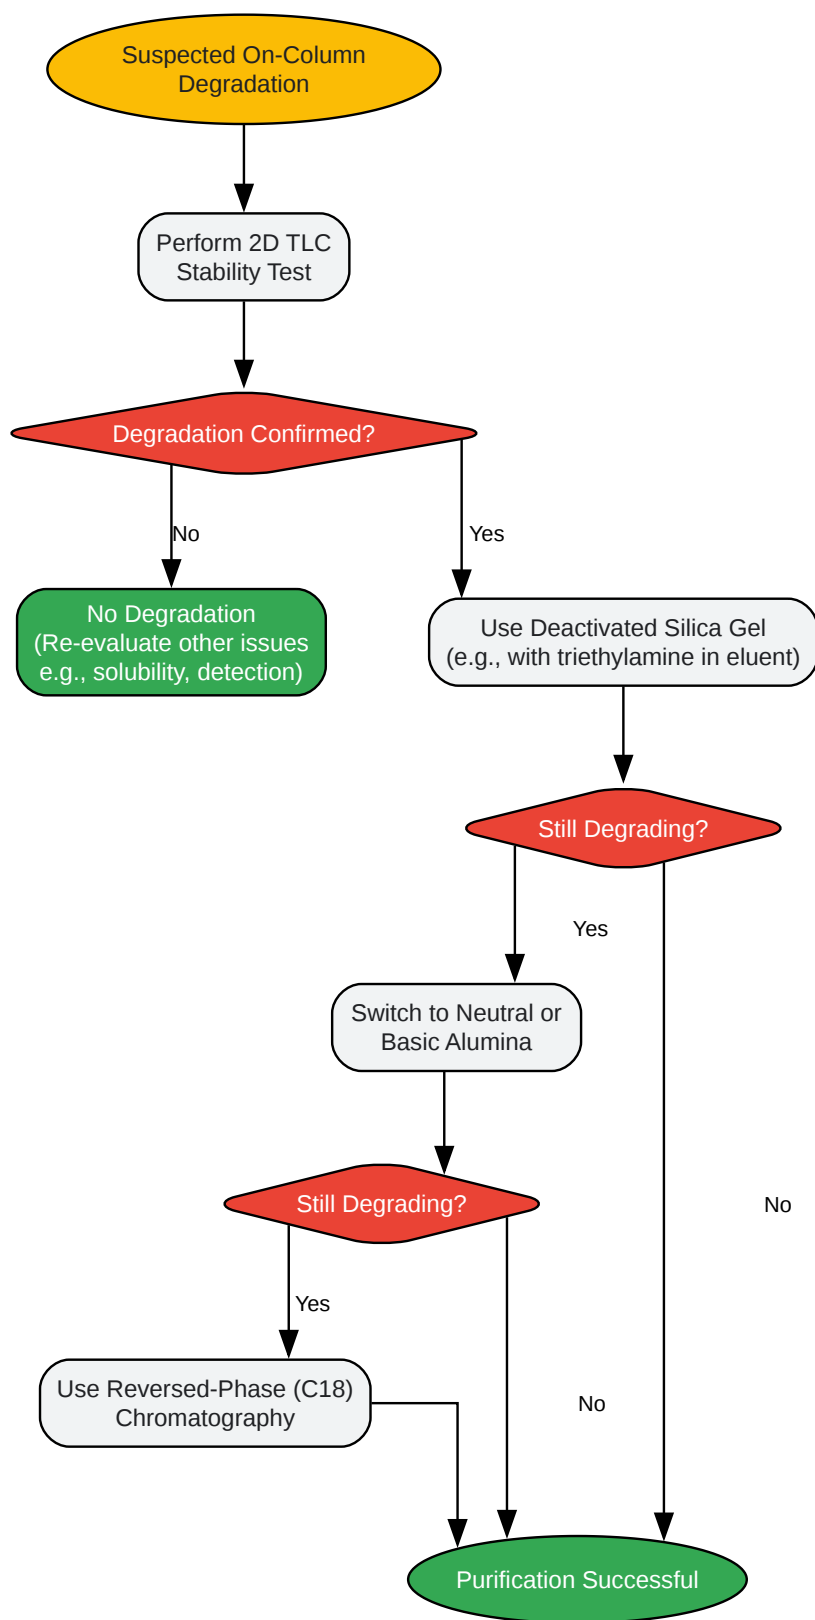 Suspected On-Column
Degradation
Perform 2D TLC
Stability Test
Degradation Confirmed?
No
Yes
No Degradation
(Re-evaluate other issues
e.g., solubility, detection)
Use Deactivated Silica Gel
(e.g., with triethylamine in eluent)
Still Degrading?
Yes
Switch to Neutral or
Basic Alumina
Still Degrading?
No
Yes
Use Reversed-Phase (C18)
Chromatography
No
Purification Successful